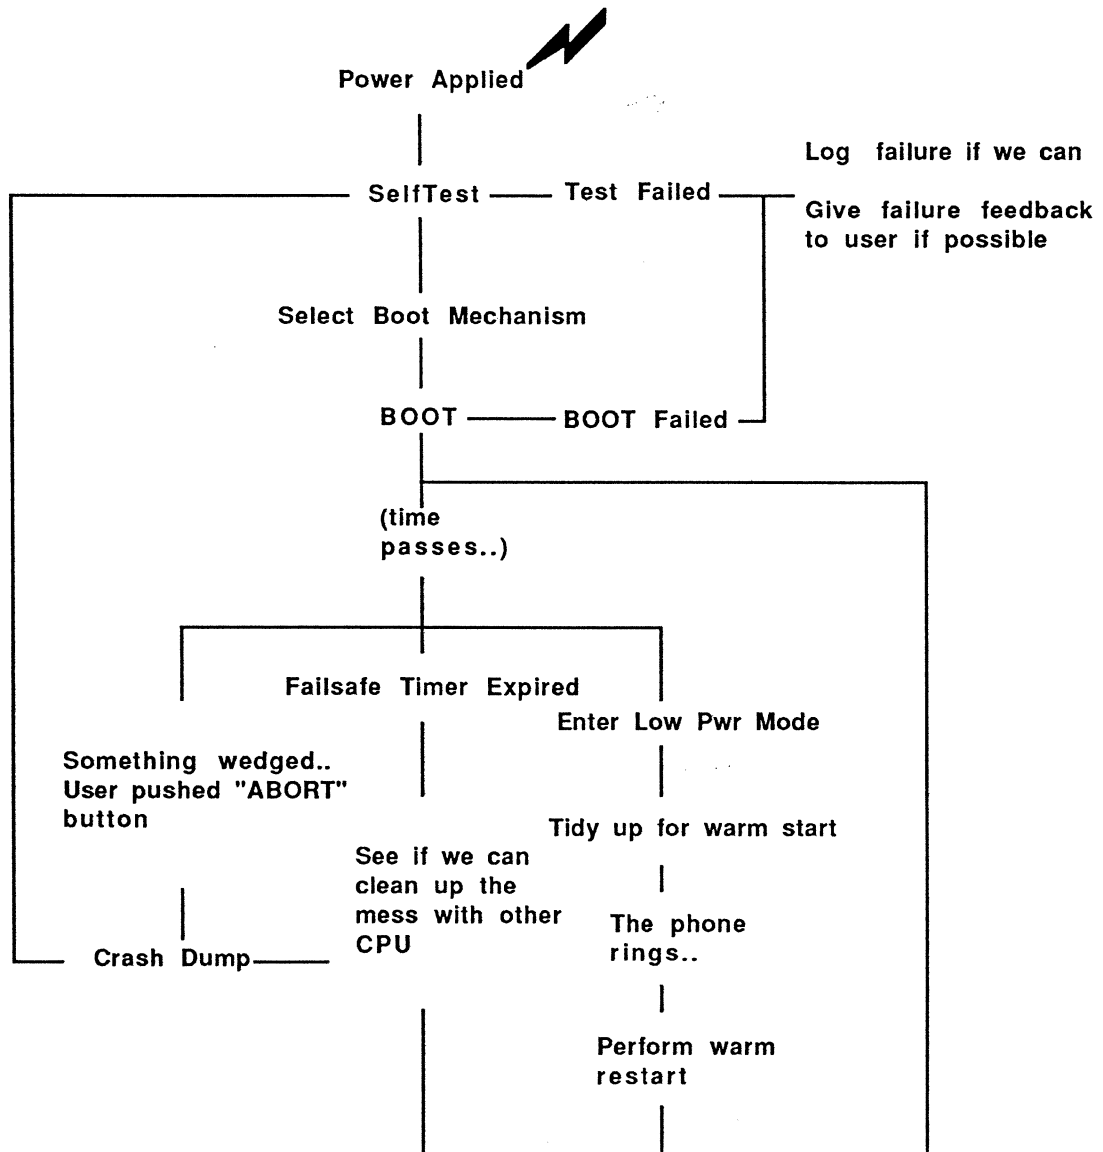 Power Applied
Log failure if we can
SelfTest
Test Failed
Give failure feedback
to user if possible
Select Boot Mechanism
BOOT
BOOT Failed
(time
passes..)
Failsafe Timer Expired
Enter Low Pwr Mode
Something wedged..
User pushed "ABORT"
button
Tidy up for warm start
See if we can
clean up the
mess with other
CPU
The phone
rings..
Crash Dump
Perform warm
restart